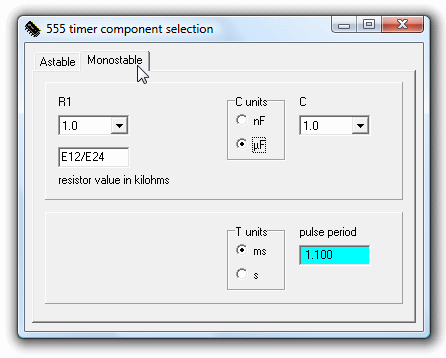 555 timer component selection
Astable Monostable
R1 C units C
1.0 nF 1.0
µF
E12/E24
resistor value in kilohms
T units pulse period
ms 1.100
s